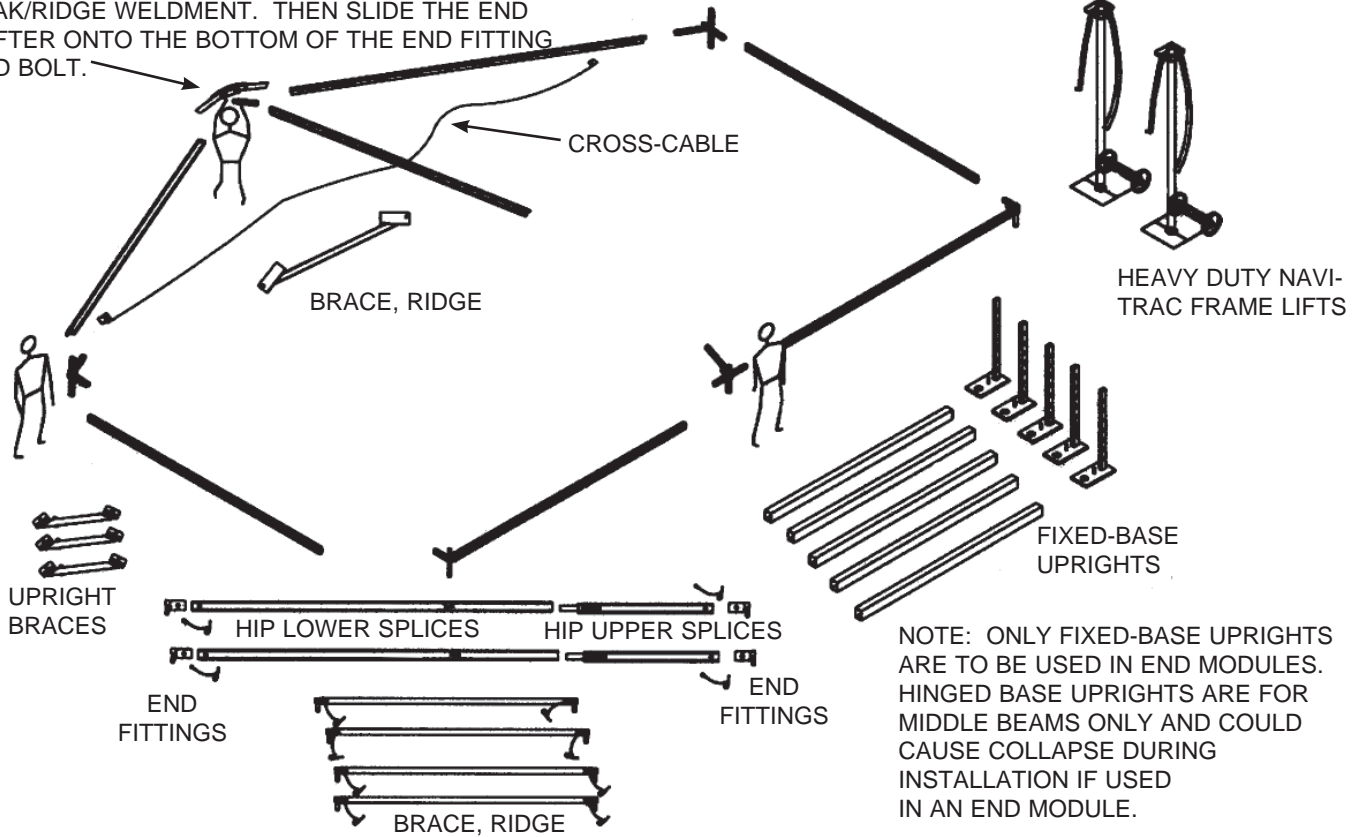 AK/RIDGE WELDMENT. THEN SLIDE THE END
FTER ONTO THE BOTTOM OF THE END FITTING
D BOLT.
CROSS-CABLE
BRACE, RIDGE
HEAVY DUTY NAVI-
TRAC FRAME LIFTS
FIXED-BASE
UPRIGHTS
UPRIGHT
BRACES
HIP LOWER SPLICES
HIP UPPER SPLICES
END
FITTINGS
END
FITTINGS
BRACE, RIDGE
NOTE: ONLY FIXED-BASE UPRIGHTS
ARE TO BE USED IN END MODULES.
HINGED BASE UPRIGHTS ARE FOR
MIDDLE BEAMS ONLY AND COULD
CAUSE COLLAPSE DURING
INSTALLATION IF USED
IN AN END MODULE.